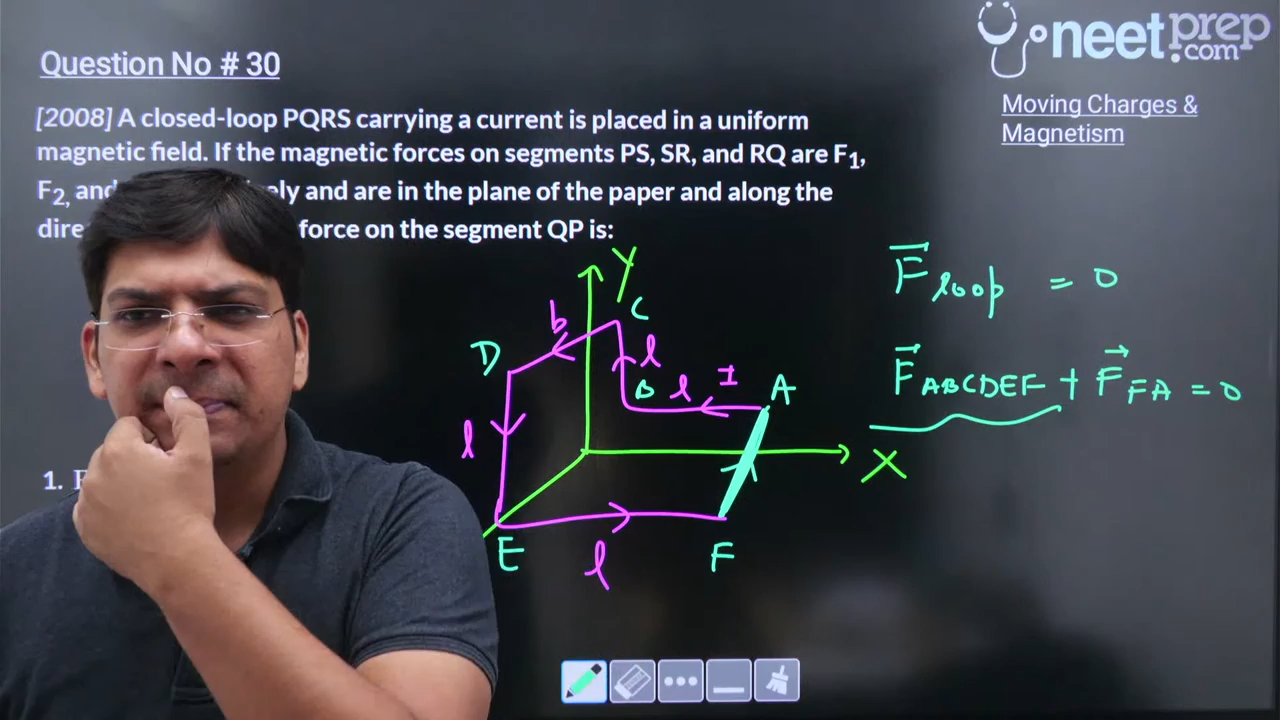 Question No # 30
neetprep
.com
Moving Charges &
Magnetism
[2008] A closed-loop PQRS carrying a current is placed in a uniform
magnetic field. If the magnetic forces on segments PS, SR, and RQ are F1,
F2, and ely and are in the plane of the paper and along the
dire force on the segment QP is:
F loop = 0
F ABCDEF + F FA = 0
Y
C
b
D
l
B
l
I
A
l
X
1.
E
l
F